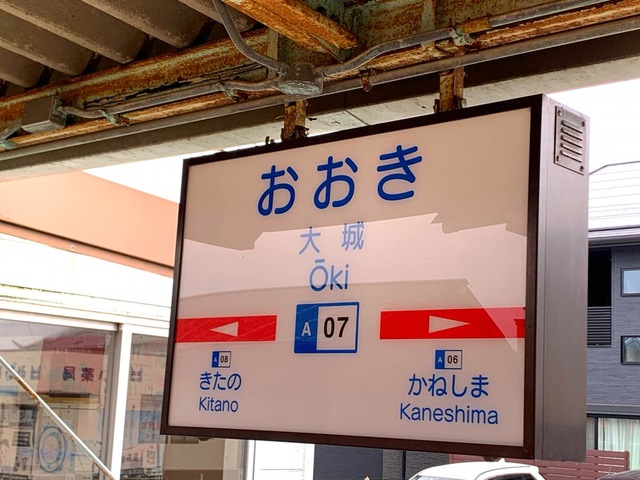 おおき
大城
Ōki
A 07
A 08
きたの
Kitano
A 06
かねしま
Kaneshima